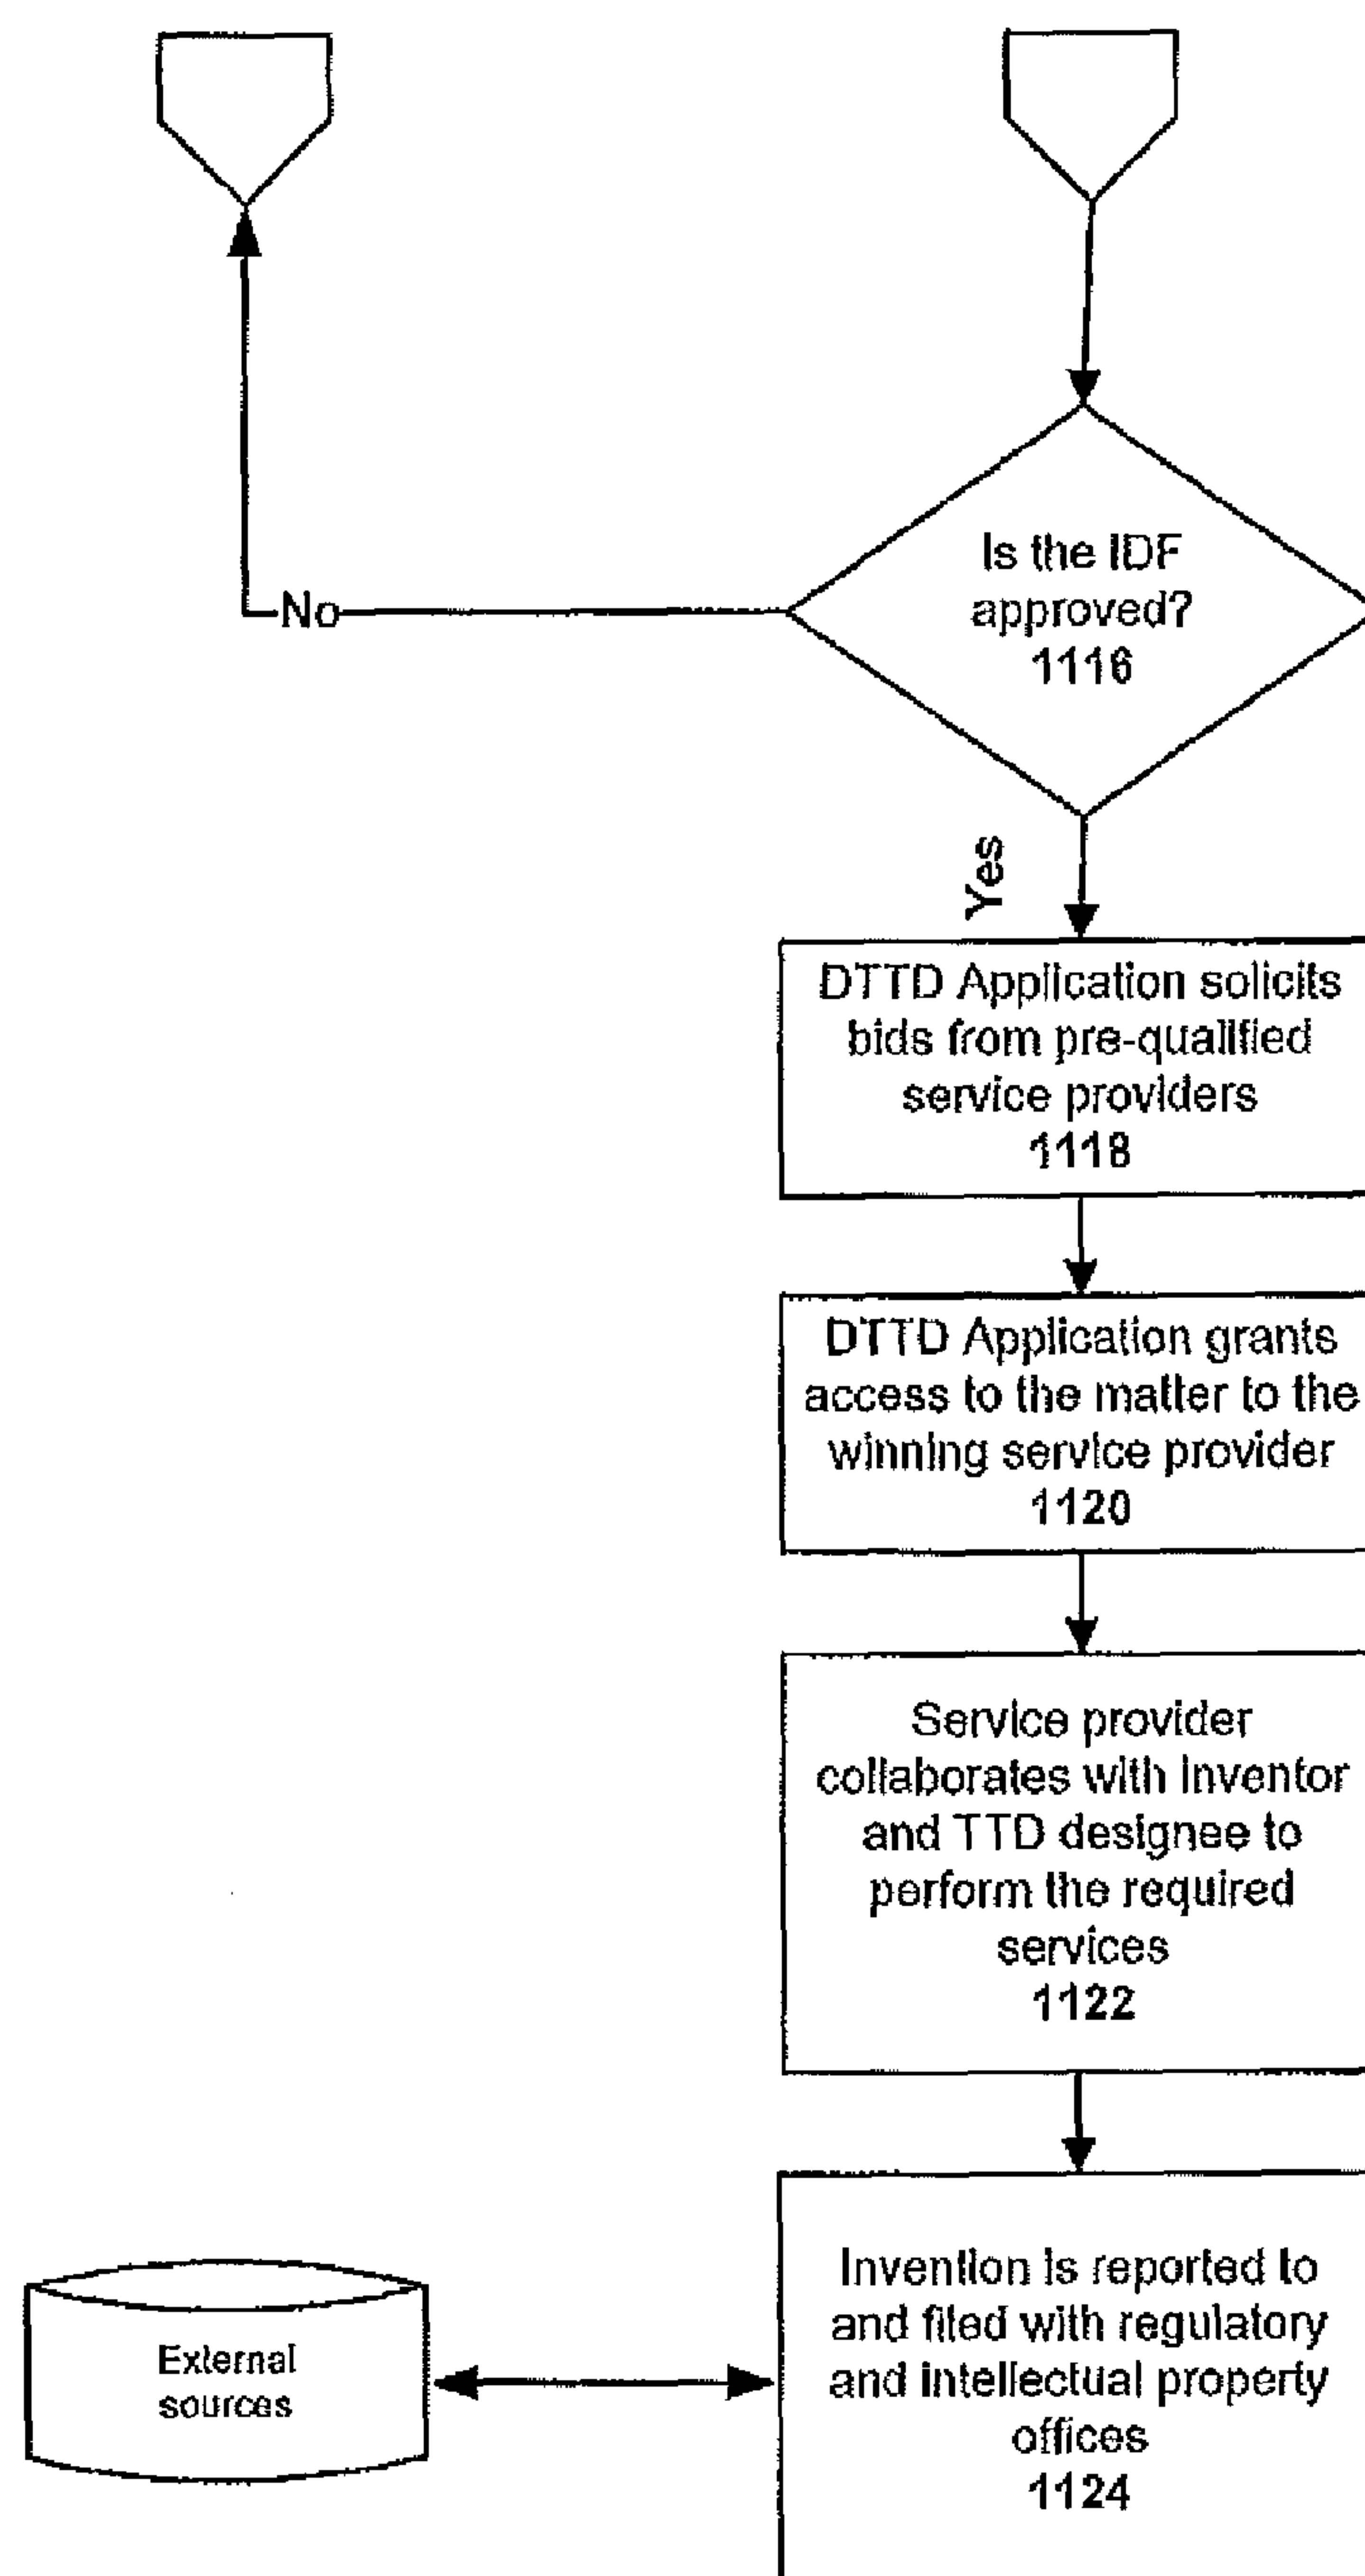 Is the IDF
approved?
1116
No
Yes
DTTD Application solicits
bids from pre-qualified
service providers
1118
DTTD Application grants
access to the matter to the
winning service provider
1120
Service provider
collaborates with inventor
and TTD designee to
perform the required
services
1122
External
sources
Invention is reported to
and filed with regulatory
and intellectual property
offices
1124